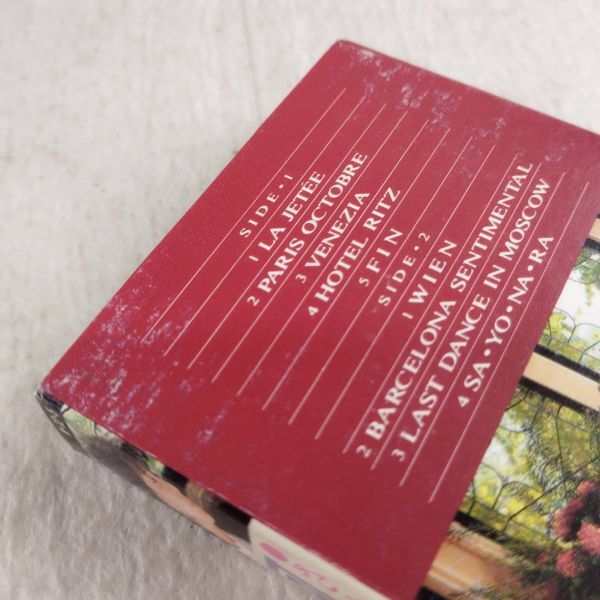 SIDE • 1
1 LA JETÉE
2 PARIS OCTOBRE
3 VENEZIA
4 HOTEL RITZ
5 FIN
SIDE • 2
1 WIEN
2 BARCELONA SENTIMENTAL
3 LAST DANCE IN MOSCOW
4 SA•YO•NA•RA